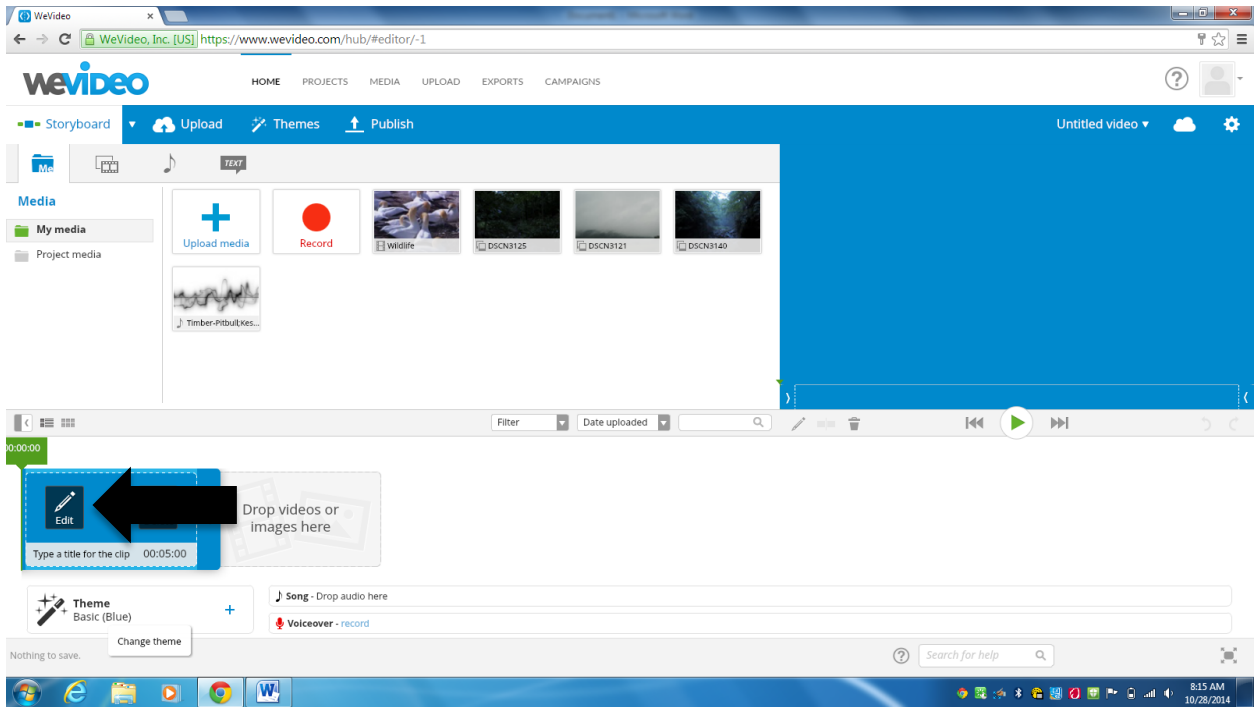 WeVideo
Document1 - Microsoft Word
WeVideo, Inc. [US] https://www.wevideo.com/hub/#editor/-1
WEVIDEO HOME PROJECTS MEDIA UPLOAD EXPORTS CAMPAIGNS ?
Storyboard Upload Themes Publish Untitled video
Me TEXT
Media
My media
Project media
Upload media Record Wildlife DSCN3125 DSCN3121 DSCN3140
Timber-Pitbull;Kes...
Filter Date uploaded
00:00:00
Edit
Drop videos or
images here
Type a title for the clip 00:05:00
Theme
Basic (Blue)
+
Song - Drop audio here
Voiceover - record
Change theme
Nothing to save.
? Search for help
W
8:15 AM
10/28/2014